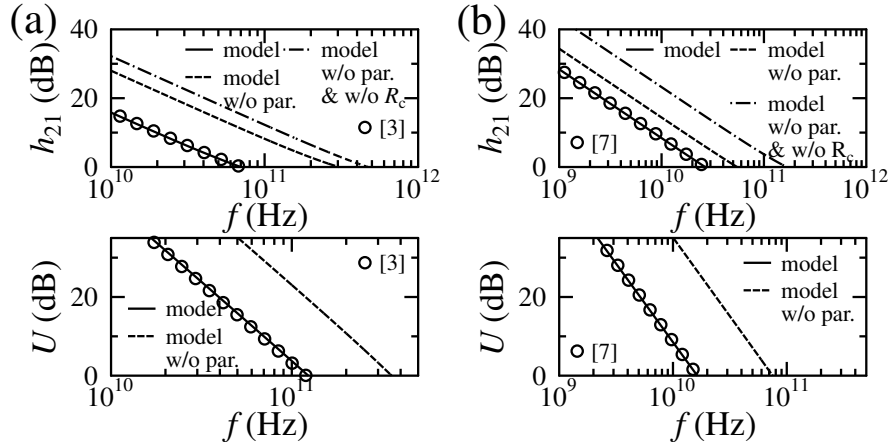 (a)
40
20
0
h21 (dB)
model
model
w/o par.
model
w/o par.
& w/o Rc
[3]
10^10
10^11
10^12
f (Hz)
20
0
U (dB)
[3]
model
model
w/o par.
10^10
10^11
f (Hz)
(b)
40
20
0
h21 (dB)
model
model
w/o par.
model
w/o par.
& w/o Rc
[7]
10^9
10^10
10^11
10^12
f (Hz)
20
0
U (dB)
model
model
w/o par.
[7]
10^9
10^10
10^11
f (Hz)